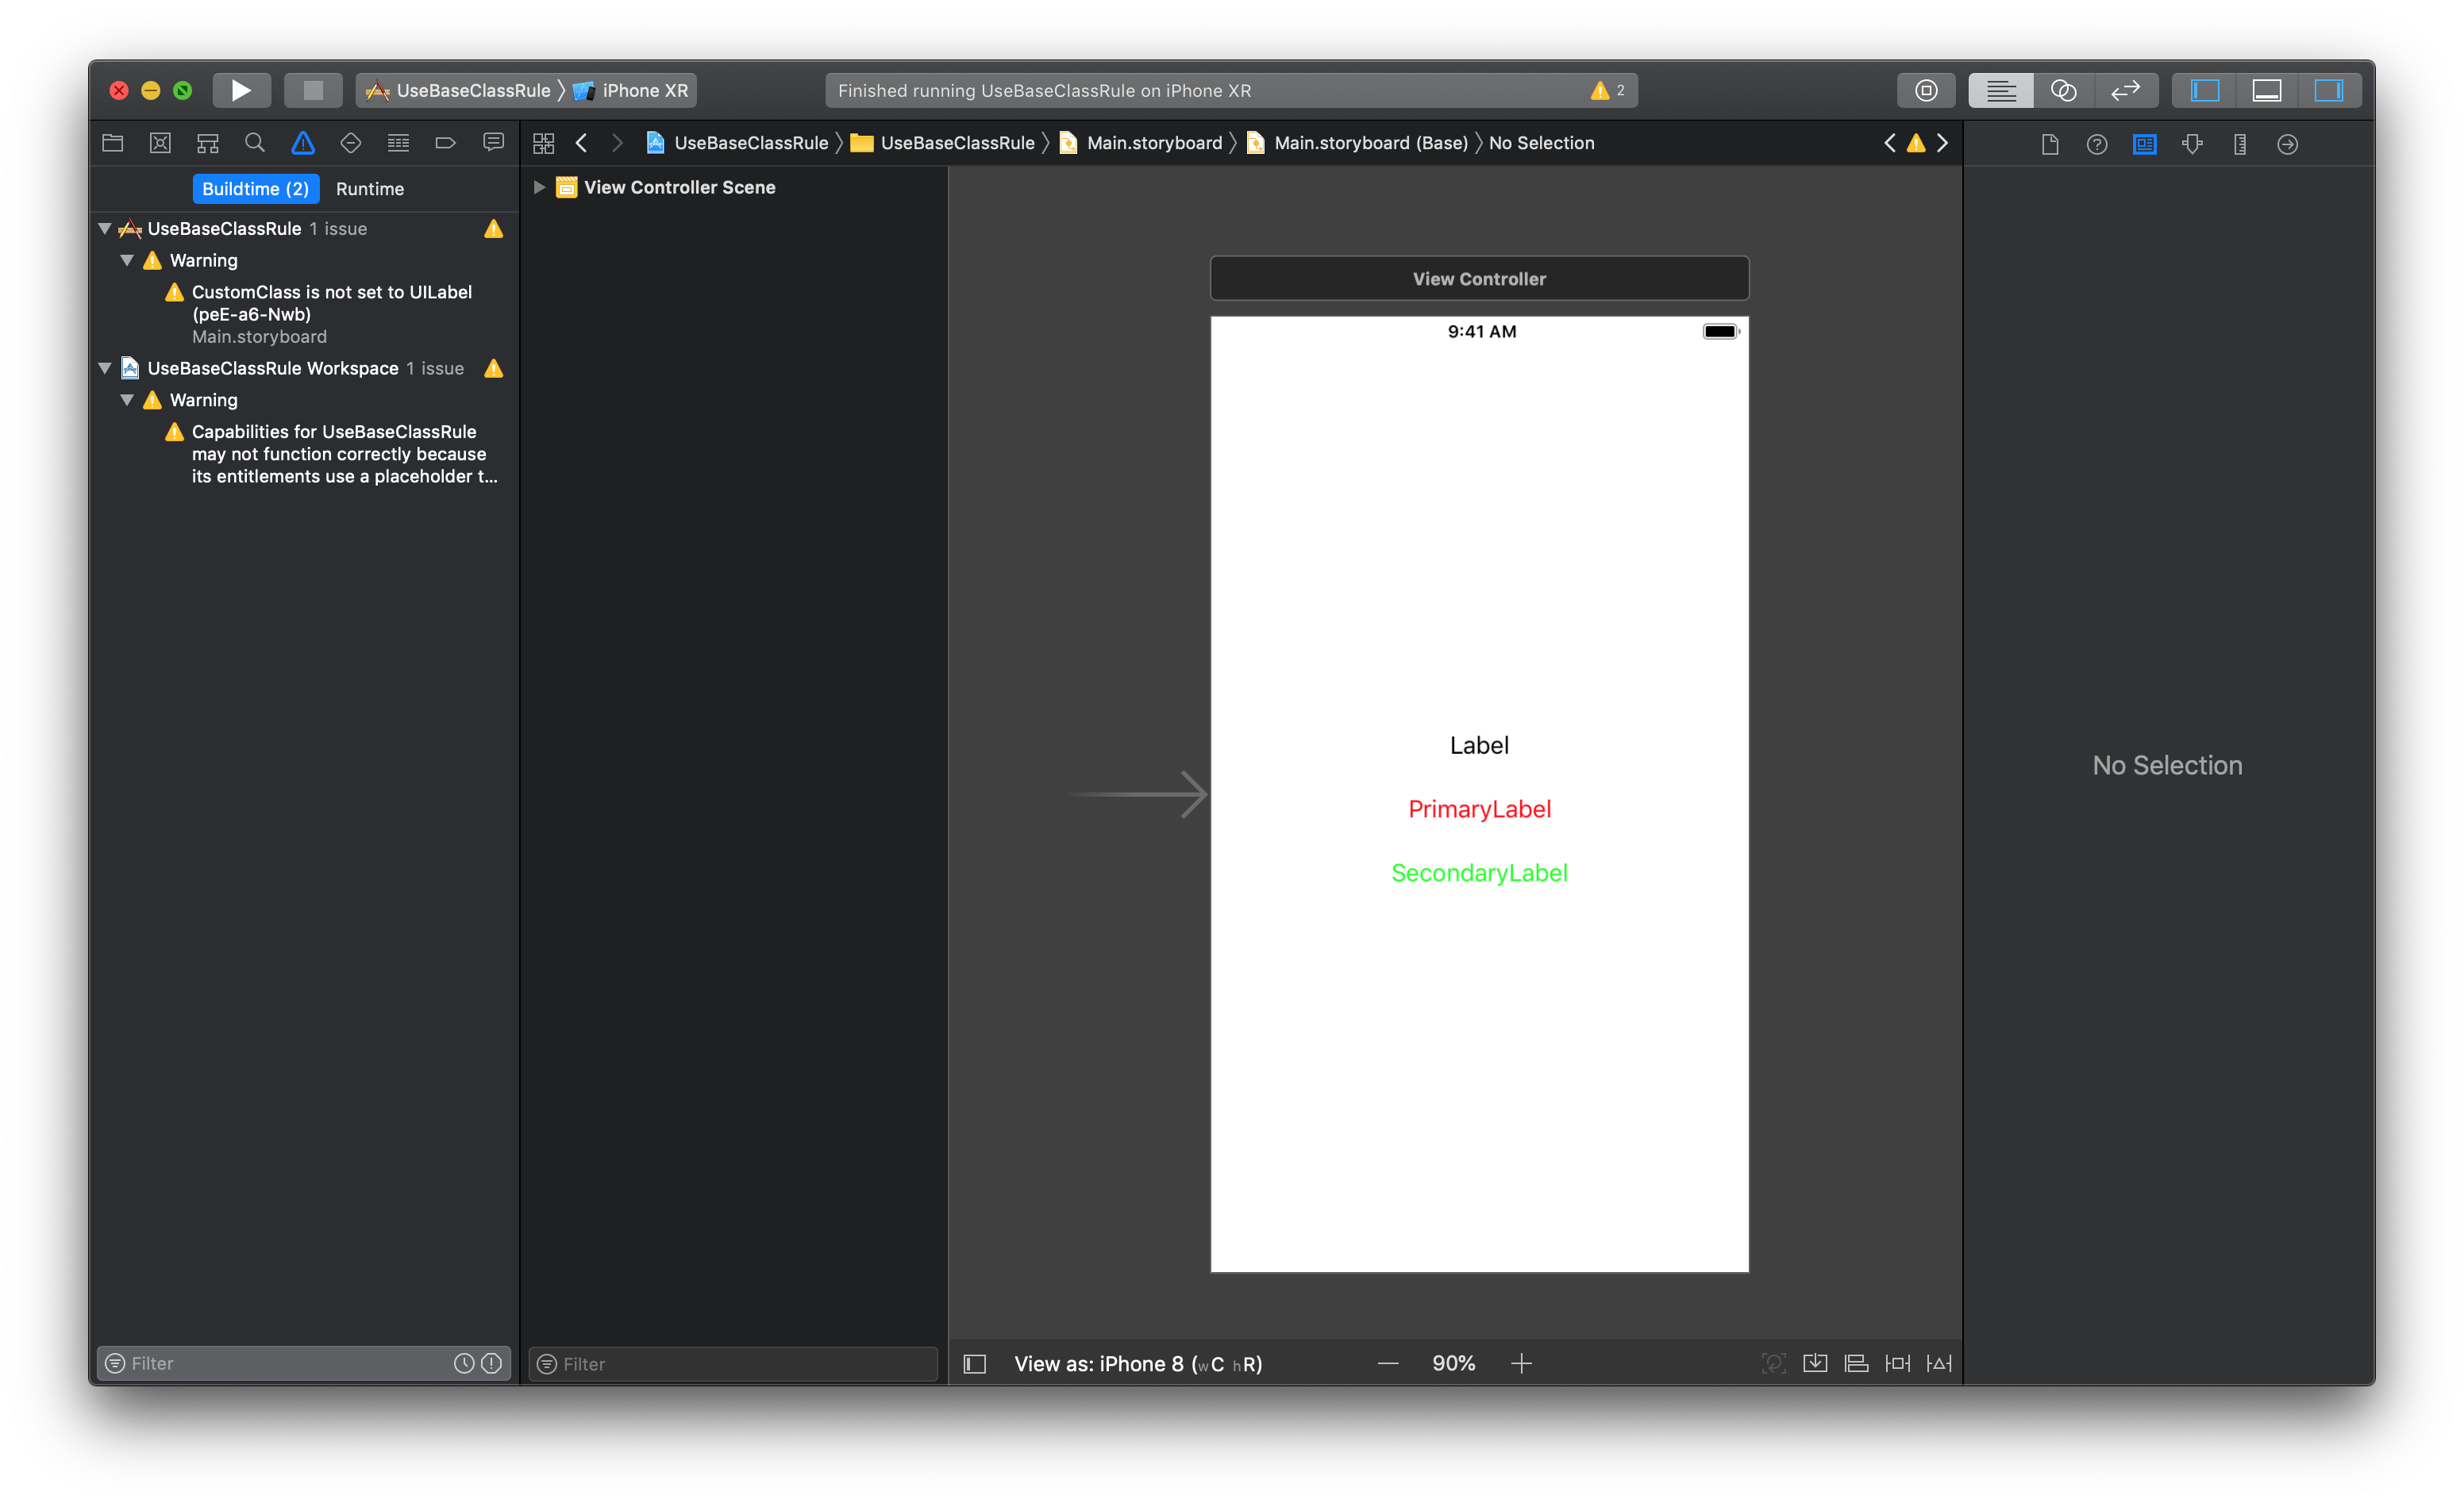 UseBaseClassRule 〉 iPhone XR
Finished running UseBaseClassRule on iPhone XR
2
UseBaseClassRule 〉 UseBaseClassRule 〉 Main.storyboard 〉 Main.storyboard (Base) 〉 No Selection
Buildtime (2)
Runtime
UseBaseClassRule 1 issue
Warning
CustomClass is not set to UILabel
(peE-a6-Nwb)
Main.storyboard
UseBaseClassRule Workspace 1 issue
Warning
Capabilities for UseBaseClassRule
may not function correctly because
its entitlements use a placeholder t...
Filter
View Controller Scene
Filter
View Controller
9:41 AM
Label
PrimaryLabel
SecondaryLabel
View as: iPhone 8 (wC hR)
90%
No Selection